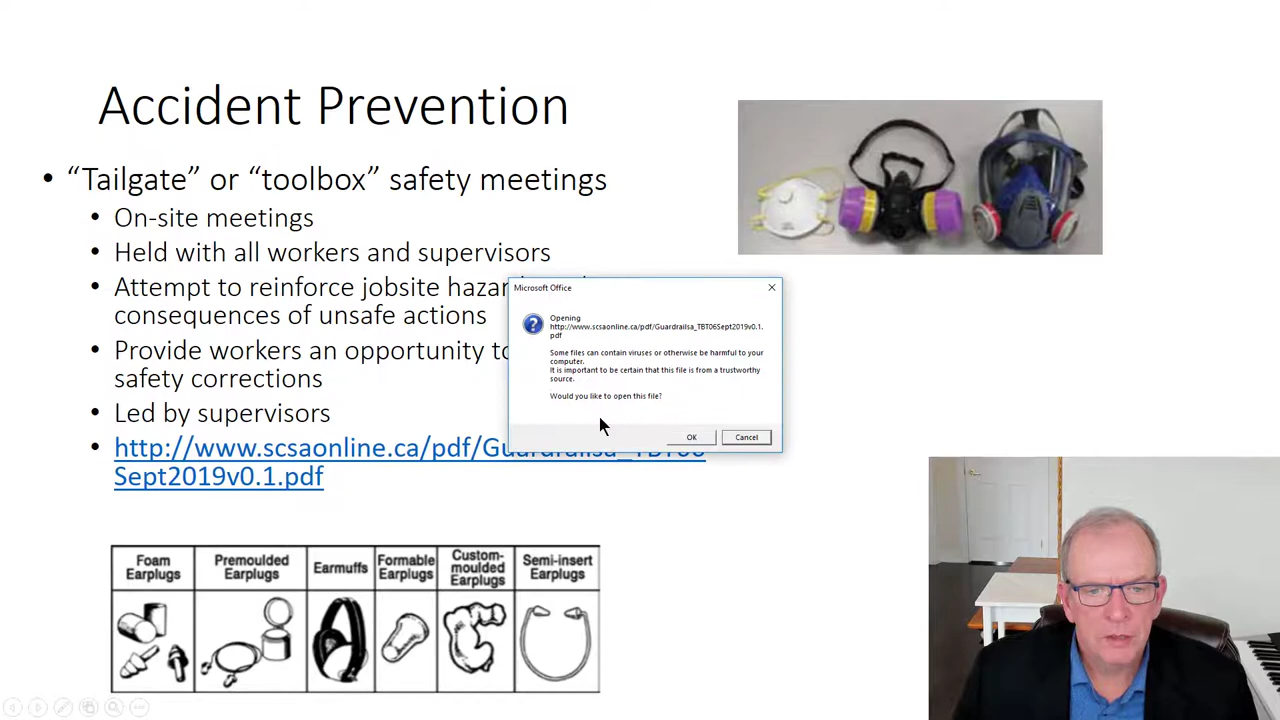 Accident Prevention
• “Tailgate” or “toolbox” safety meetings
• On-site meetings
• Held with all workers and supervisors
• Attempt to reinforce jobsite
consequences of unsafe actions
• Provide workers an opportunity
safety corrections
• Led by supervisors
• http://www.scsaonline.ca/pdf/Guardrailsa_TBT06
Sept2019v0.1.pdf
Microsoft Office
Opening
http://www.scsaonline.ca/pdf/Guardrailsa_TBT06Sept2019v0.1.
pdf
Some files can contain viruses or otherwise be harmful to your
computer.
It is important to be certain that this file is from a trustworthy
source.
Would you like to open this file?
OK Cancel
Foam
Earplugs
Premoulded
Earplugs
Earmuffs
Formable
Earplugs
Custom-
moulded
Earplugs
Semi-insert
Earplugs